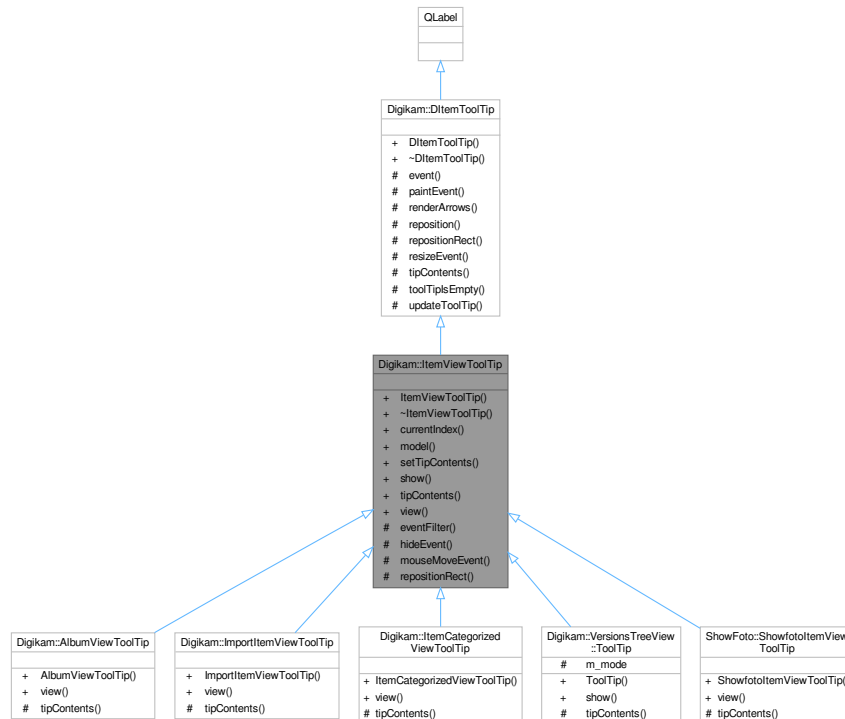 QLabel
Digikam::DItemToolTip
+ DItemToolTip()
+ ~DItemToolTip()
# event()
# paintEvent()
# renderArrows()
# reposition()
# repositionRect()
# resizeEvent()
# tipContents()
# toolTipIsEmpty()
# updateToolTip()
Digikam::ItemViewToolTip
+ ItemViewToolTip()
+ ~ItemViewToolTip()
+ currentIndex()
+ model()
+ setTipContents()
+ show()
+ tipContents()
+ view()
# eventFilter()
# hideEvent()
# mouseMoveEvent()
# repositionRect()
Digikam::AlbumViewToolTip
+ AlbumViewToolTip()
+ view()
# tipContents()
Digikam::ImportItemViewToolTip
+ ImportItemViewToolTip()
+ view()
# tipContents()
Digikam::ItemCategorized
ViewToolTip
+ ItemCategorizedViewToolTip()
+ view()
# tipContents()
Digikam::VersionsTreeView
::ToolTip
# m_mode
+ ToolTip()
+ show()
# tipContents()
ShowFoto::ShowfotoItemView
ToolTip
+ ShowfotoItemViewToolTip()
+ view()
# tipContents()